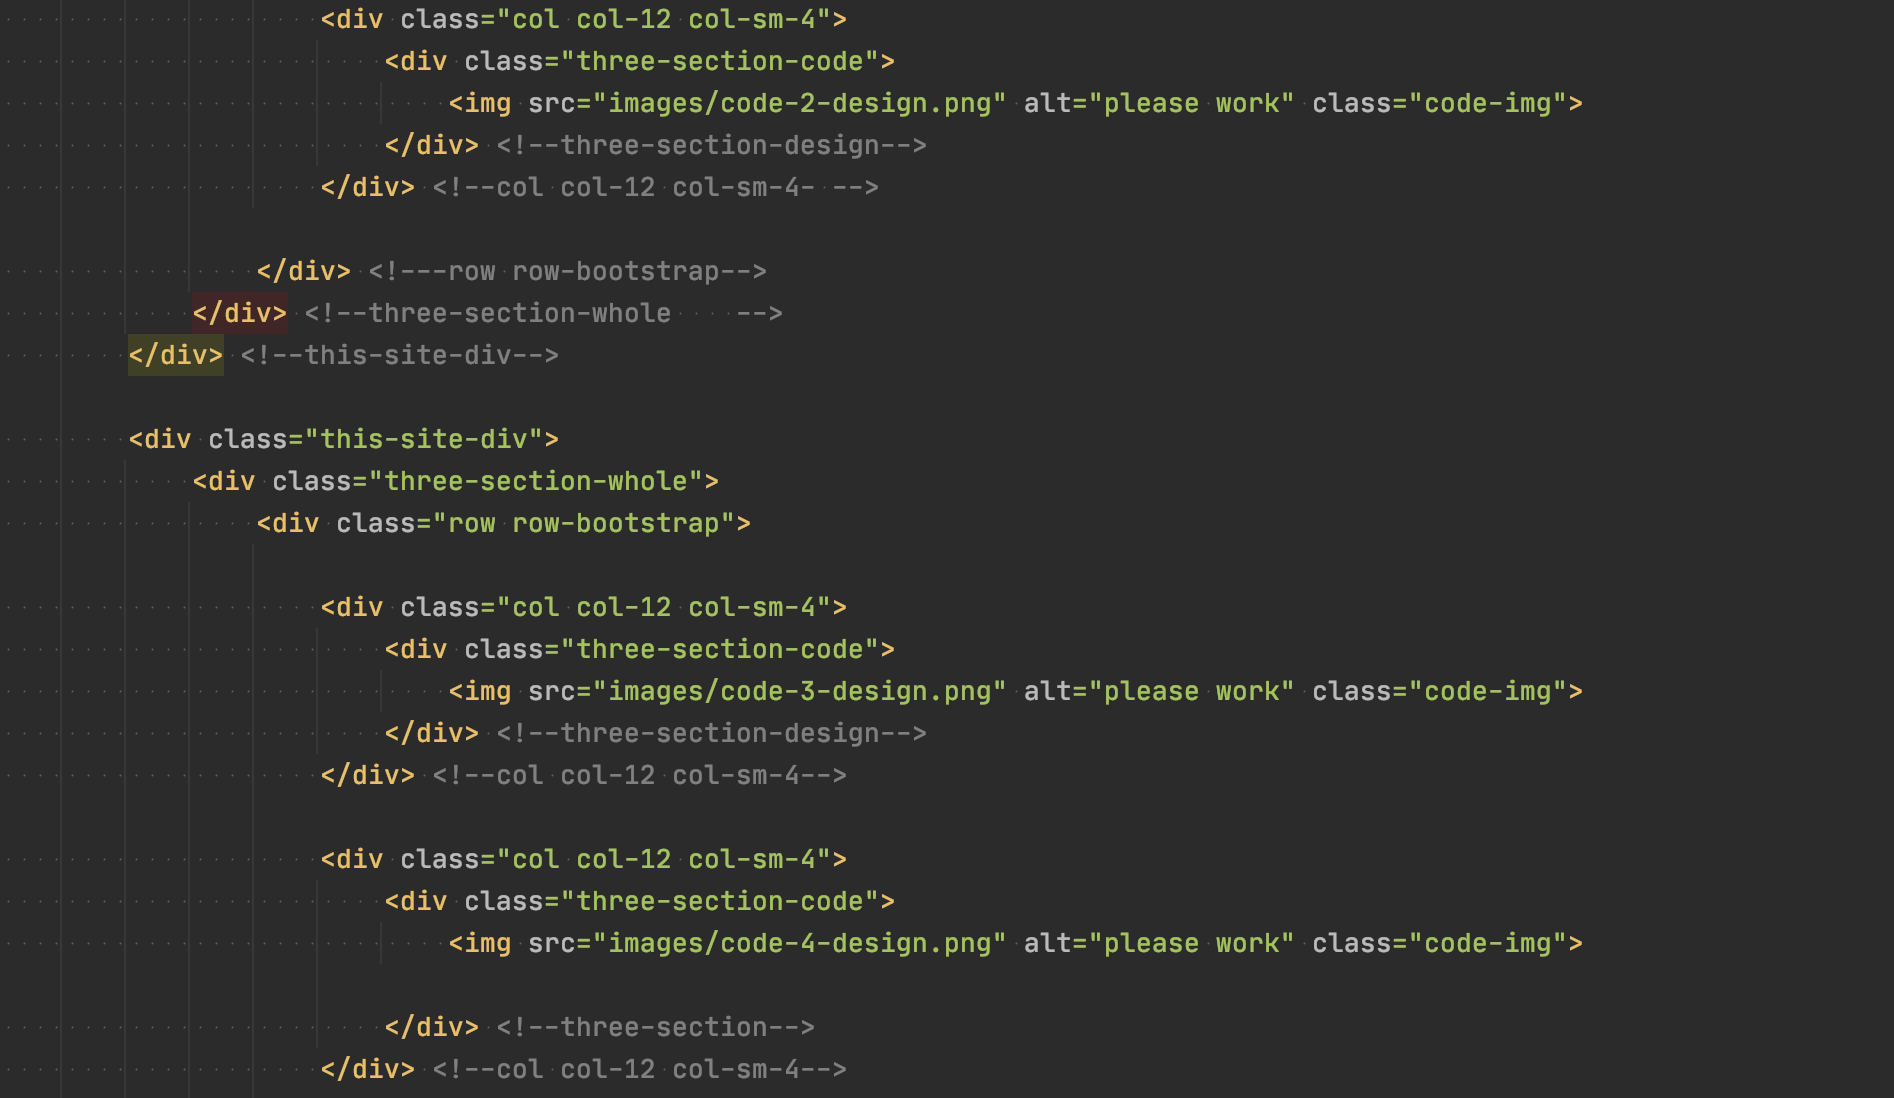 <div class="col col-12 col-sm-4">
<div class="three-section-code">
<img src="images/code-2-design.png" alt="please work" class="code-img">
</div> <!--three-section-design-->
</div> <!--col col-12 col-sm-4- -->
</div> <!---row row-bootstrap-->
</div> <!--three-section-whole    -->
</div> <!--this-site-div-->
<div class="this-site-div">
<div class="three-section-whole">
<div class="row row-bootstrap">
<div class="col col-12 col-sm-4">
<div class="three-section-code">
<img src="images/code-3-design.png" alt="please work" class="code-img">
</div> <!--three-section-design-->
</div> <!--col col-12 col-sm-4-->
<div class="col col-12 col-sm-4">
<div class="three-section-code">
<img src="images/code-4-design.png" alt="please work" class="code-img">
</div> <!--three-section-->
</div> <!--col col-12 col-sm-4-->